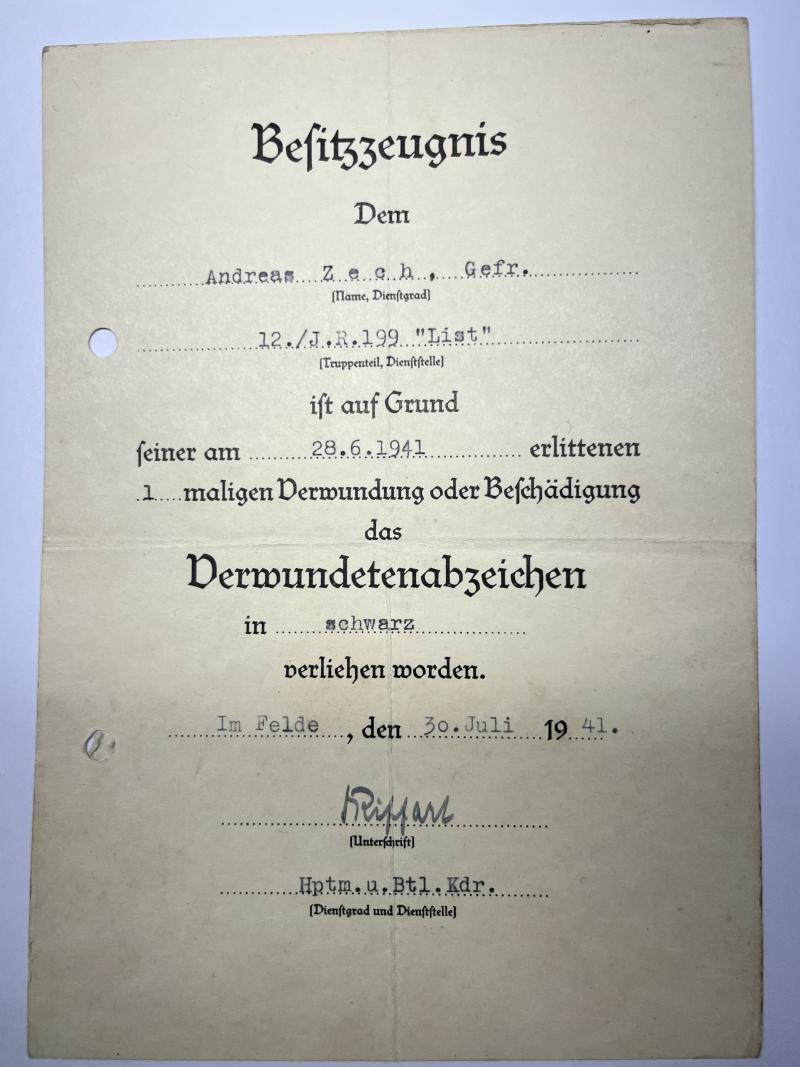 Besitzzeugnis
Dem
Andreas Zech, Gefr.
(Name, Dienstgrad)
12./J.R.199 "List"
(Truppenteil, Dienststelle)
ist auf Grund
seiner am 28.6.1941 erlittenen
1 maligen Verwundung oder Beschädigung
das
Verwundetenabzeichen
in schwarz
verliehen worden.
Im Felde, den 30.Juli 1941.
(Unterschrift)
Hptm.u.Btl.Kdr.
(Dienstgrad und Dienststelle)